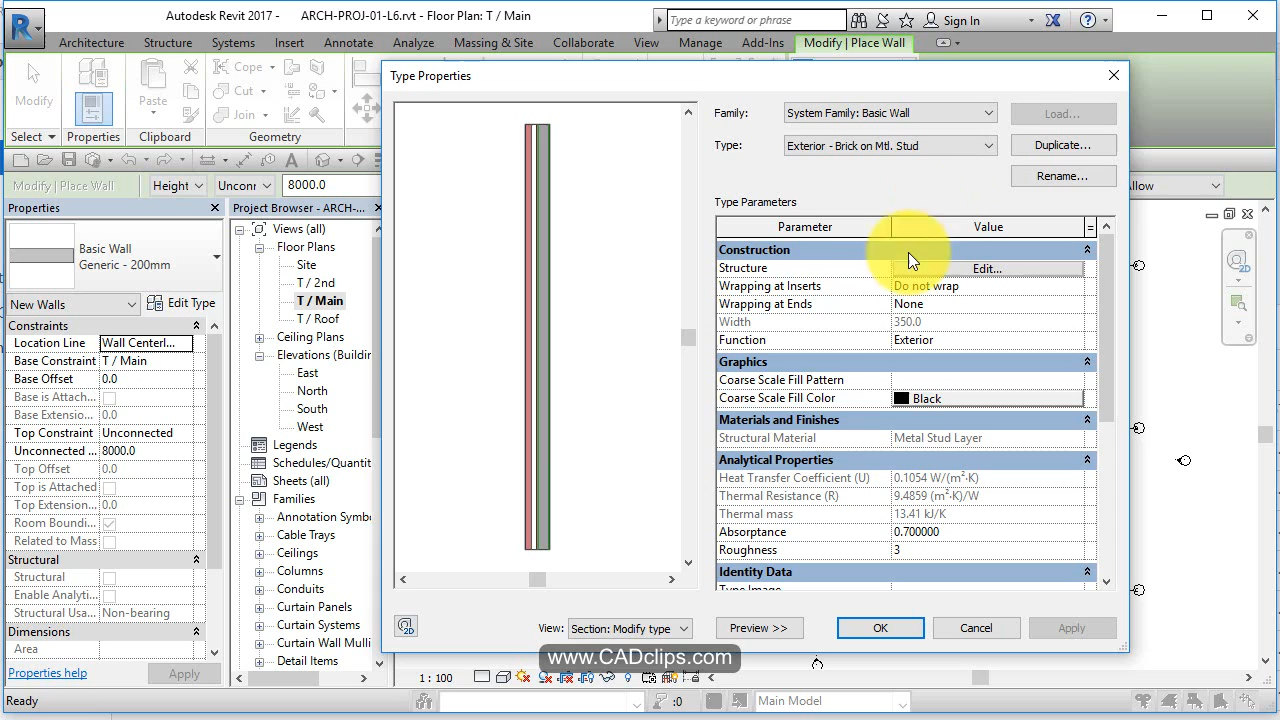 Autodesk Revit 2017 - ARCH-PROJ-01-L6.rvt - Floor Plan: T / Main
Type a keyword or phrase
Sign In
Architecture Structure Systems Insert Annotate Analyze Massing & Site Collaborate View Manage Add-Ins Modify | Place Wall
Modify
Paste
Cope
Cut
Join
Select Properties Clipboard Geometry
Modify | Place Wall
Height
Unconr
8000.0
Allow
Properties
Basic Wall
Generic - 200mm
New Walls
Edit Type
Constraints
Location Line Wall Centerl...
Base Constraint T / Main
Base Offset 0.0
Base is Attach...
Base Extensio... 0.0
Top Constraint Unconnected
Unconnected ... 8000.0
Top Offset 0.0
Top is Attached
Top Extensio... 0.0
Room Boundi...
Related to Mass
Structural
Structural
Enable Analyti...
Structural Usa... Non-bearing
Dimensions
Area
Properties help
Apply
Project Browser - ARCH-
Views (all)
Floor Plans
Site
T / 2nd
T / Main
T / Roof
Ceiling Plans
Elevations (Buildin
East
North
South
West
Legends
Schedules/Quantit
Sheets (all)
Families
Annotation Symb
Cable Trays
Ceilings
Columns
Conduits
Curtain Panels
Curtain Systems
Curtain Wall Mulli
Detail Items
Type Properties
Family: System Family: Basic Wall Load...
Type: Exterior - Brick on Mtl. Stud Duplicate...
Rename...
Type Parameters
Parameter Value =
Construction
Structure Edit...
Wrapping at Inserts Do not wrap
Wrapping at Ends None
Width 350.0
Function Exterior
Graphics
Coarse Scale Fill Pattern
Coarse Scale Fill Color Black
Materials and Finishes
Structural Material Metal Stud Layer
Analytical Properties
Heat Transfer Coefficient (U) 0.1054 W/(m²·K)
Thermal Resistance (R) 9.4859 (m²·K)/W
Thermal mass 13.41 kJ/K
Absorptance 0.700000
Roughness 3
Identity Data
Type Image
View: Section: Modify type
Preview >> OK Cancel Apply
www.CADclips.com
1 : 100
Ready
:0
Main Model